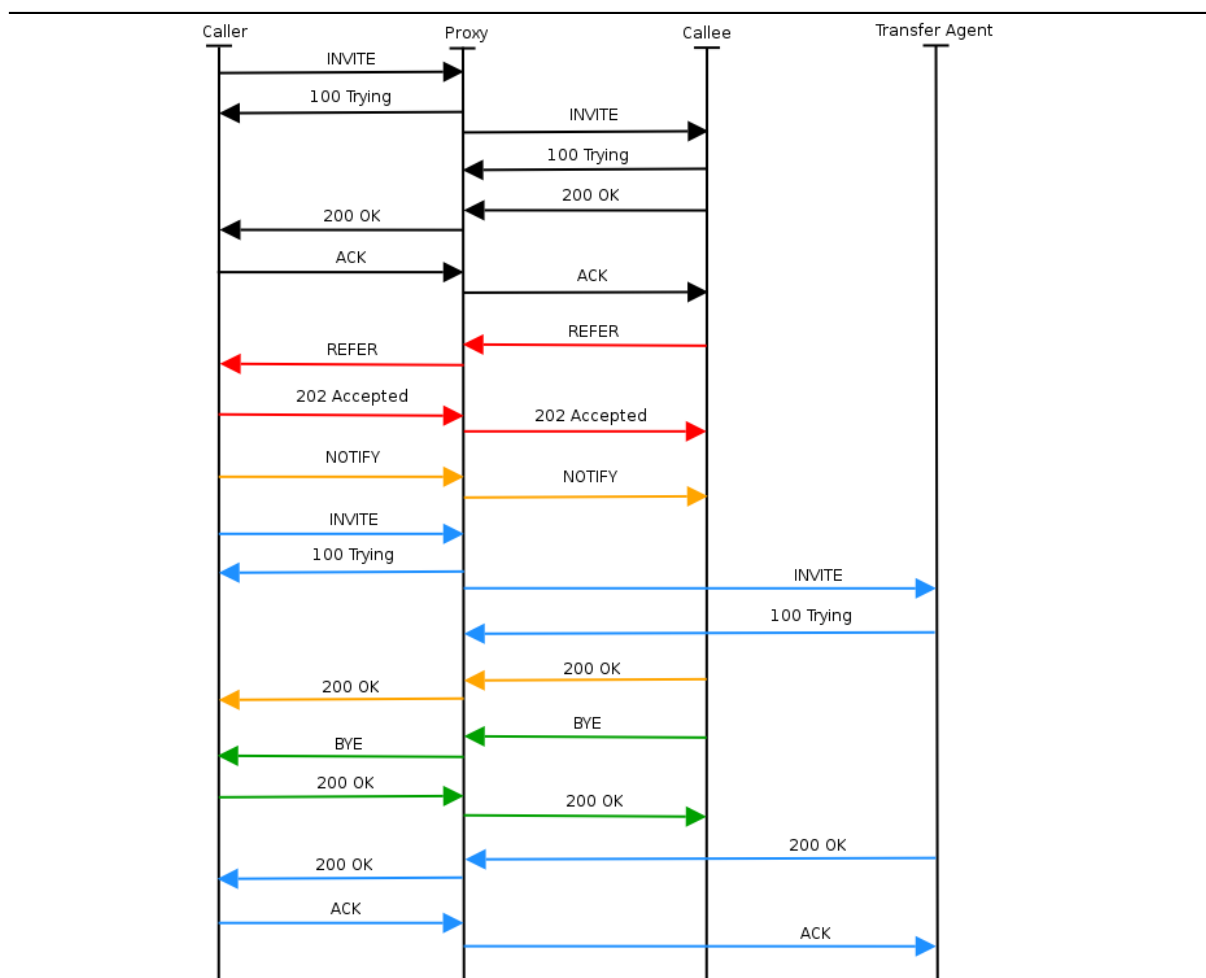 Caller
Proxy
Callee
Transfer Agent
INVITE
100 Trying
INVITE
100 Trying
200 OK
200 OK
ACK
ACK
REFER
REFER
202 Accepted
202 Accepted
NOTIFY
NOTIFY
INVITE
100 Trying
INVITE
100 Trying
200 OK
200 OK
BYE
BYE
200 OK
200 OK
200 OK
200 OK
ACK
ACK